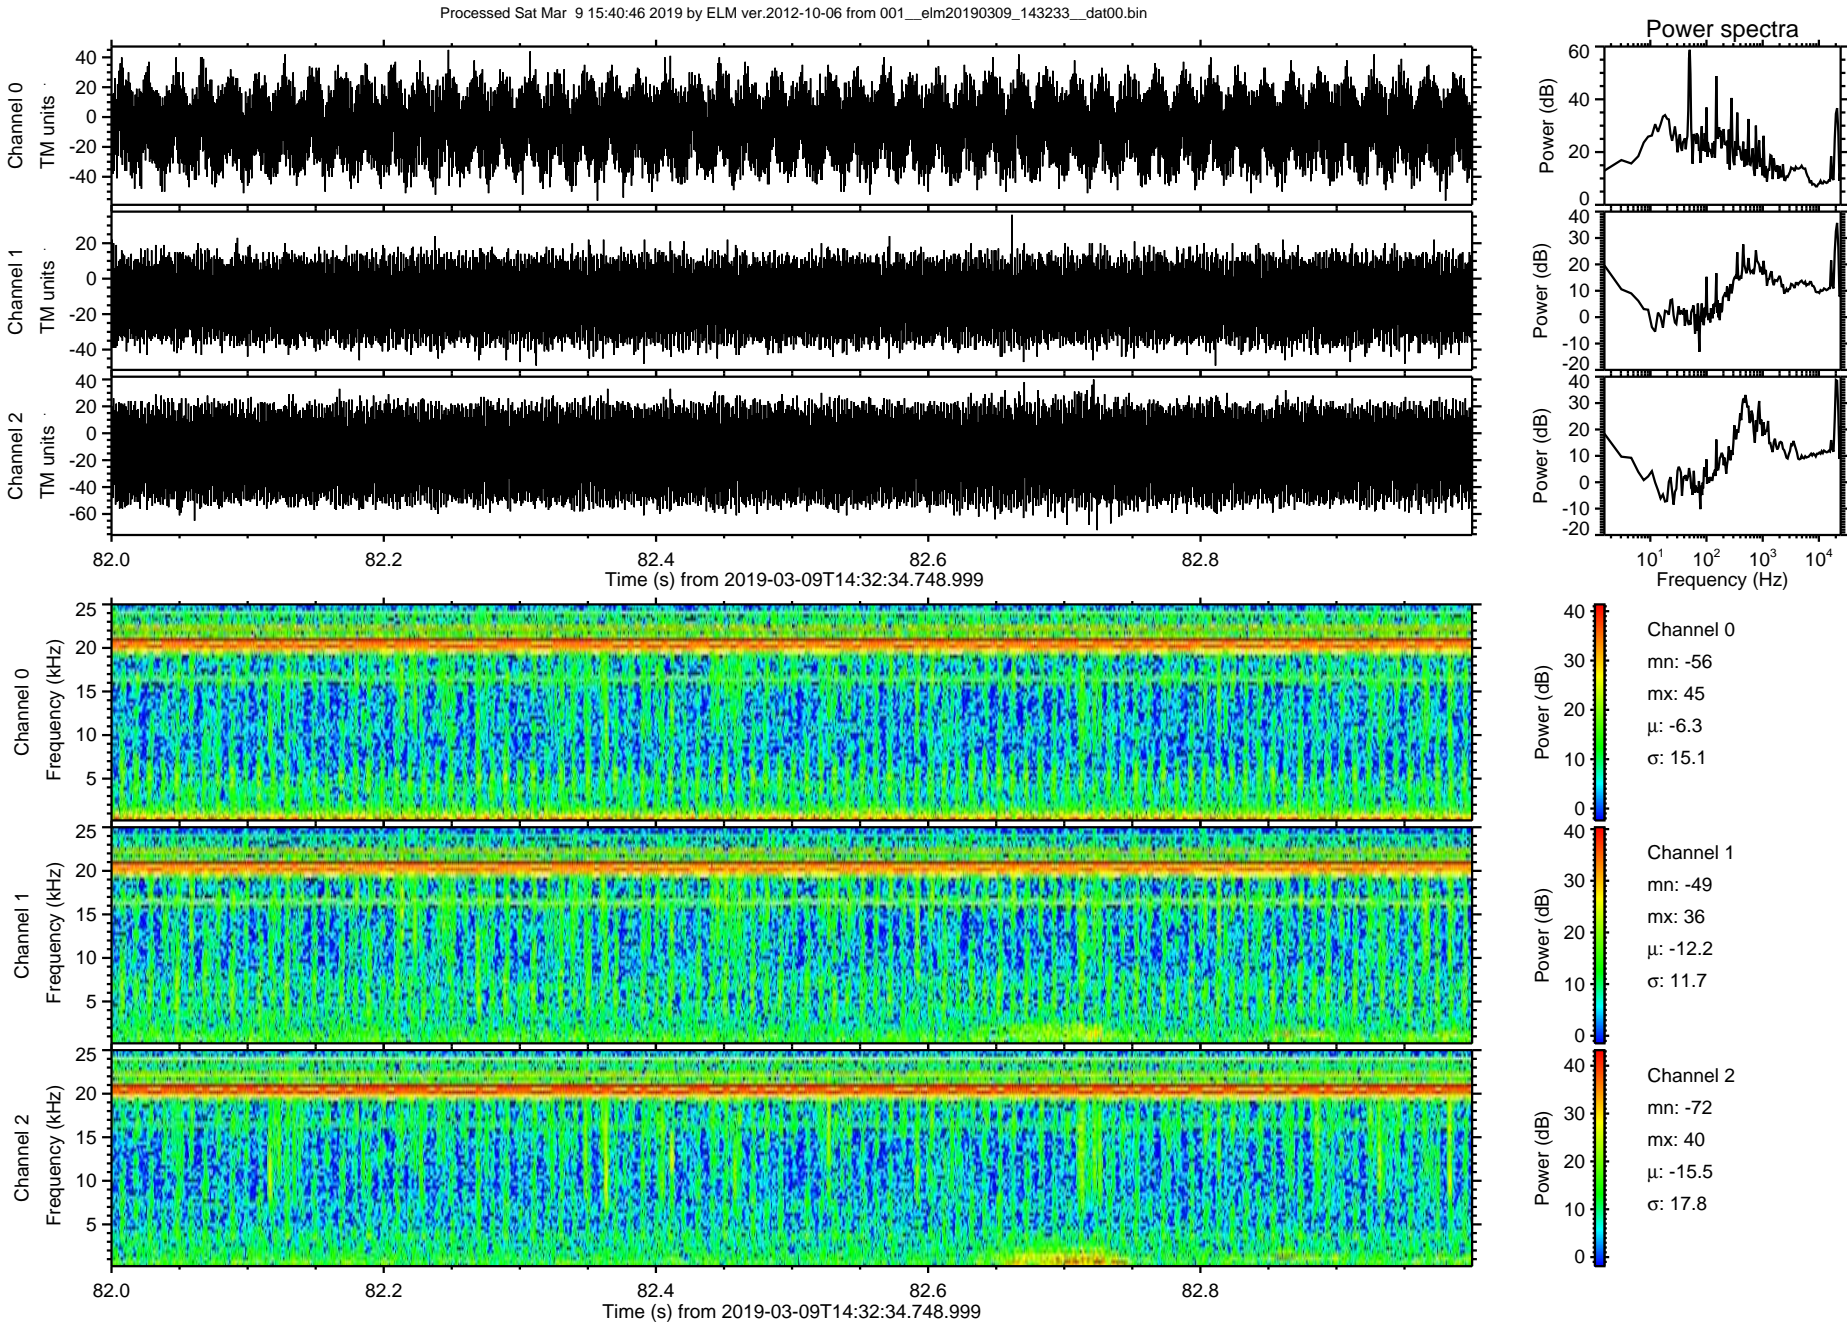 Processed Sat Mar 9 15:40:46 2019 by ELM ver.2012-10-06 from 001__elm20190309_143233__dat00.bin
Power spectra
Channel 0
TM units
40
20
0
-20
-40
Power (dB)
60
40
20
0
Channel 1
TM units
20
0
-20
-40
Power (dB)
40
30
20
10
0
-10
-20
Channel 2
TM units
40
20
0
-20
-40
-60
Power (dB)
40
30
20
10
0
-10
-20
82.0 82.2 82.4 82.6 82.8
Time (s) from 2019-03-09T14:32:34.748.999
10¹ 10² 10³ 10⁴
Frequency (Hz)
Channel 0
Frequency (kHz)
25
20
15
10
5
Power (dB)
40
30
20
10
0
Channel 0
mn: -56
mx: 45
μ: -6.3
σ: 15.1
Channel 1
Frequency (kHz)
25
20
15
10
5
Power (dB)
40
30
20
10
0
Channel 1
mn: -49
mx: 36
μ: -12.2
σ: 11.7
Channel 2
Frequency (kHz)
25
20
15
10
5
Power (dB)
40
30
20
10
0
Channel 2
mn: -72
mx: 40
μ: -15.5
σ: 17.8
82.0 82.2 82.4 82.6 82.8
Time (s) from 2019-03-09T14:32:34.748.999